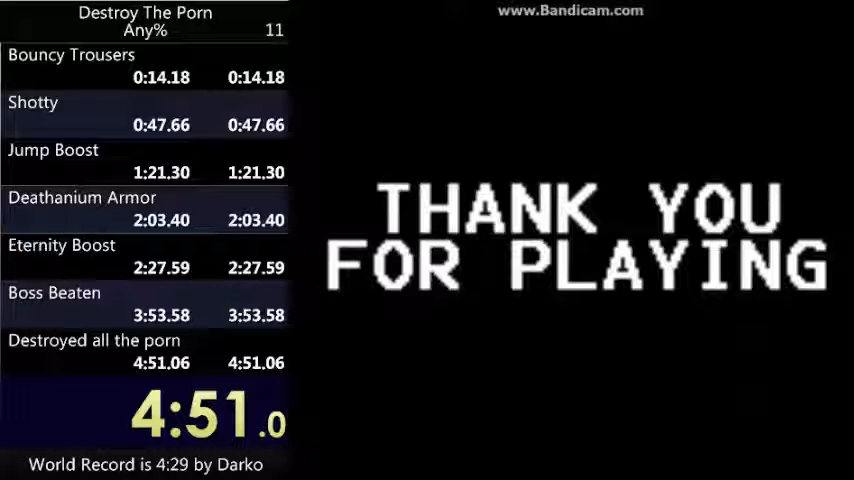 Destroy The Porn
Any% 11
www.Bandicam.com
Bouncy Trousers
0:14.18 0:14.18
Shotty
0:47.66 0:47.66
Jump Boost
1:21.30 1:21.30
Deathanium Armor
2:03.40 2:03.40
Eternity Boost
2:27.59 2:27.59
Boss Beaten
3:53.58 3:53.58
Destroyed all the porn
4:51.06 4:51.06
4:51.0
World Record is 4:29 by Darko
THANK YOU
FOR PLAYING